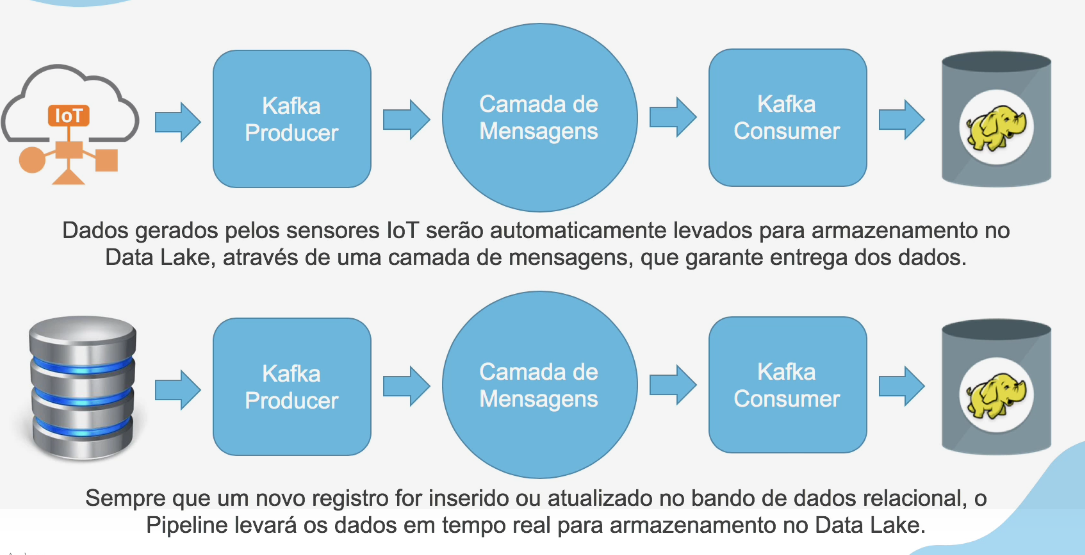 IoT
Kafka
Producer
Camada de
Mensagens
Kafka
Consumer
Dados gerados pelos sensores IoT serão automaticamente levados para armazenamento no
Data Lake, através de uma camada de mensagens, que garante entrega dos dados.
Kafka
Producer
Camada de
Mensagens
Kafka
Consumer
Sempre que um novo registro for inserido ou atualizado no bando de dados relacional, o
Pipeline levará os dados em tempo real para armazenamento no Data Lake.